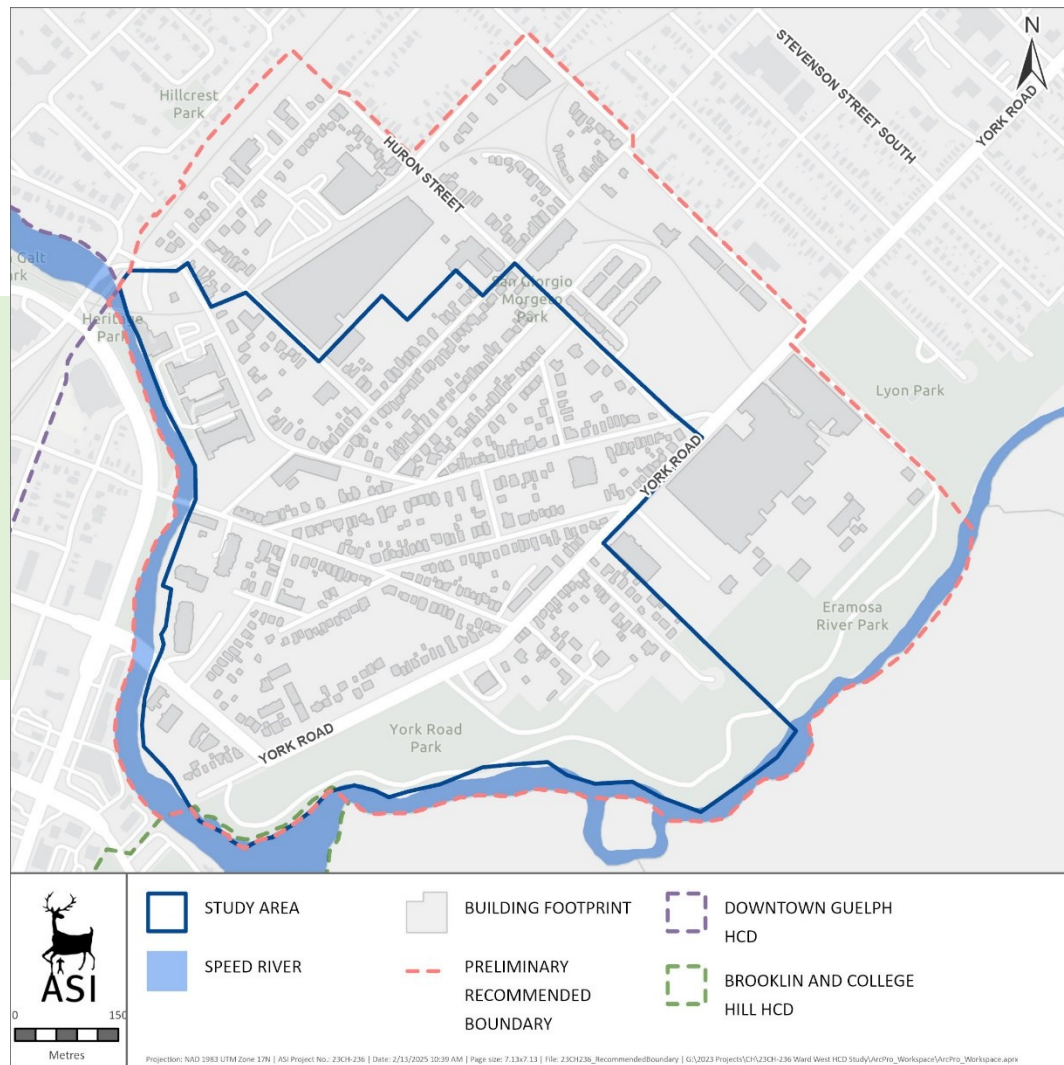 N
Hillcrest
Park
STEVENSON STREET SOUTH
YORK ROAD
HURON STREET
Galt
Park
San Giorgio
Morgeto
Park
Heritage
Park
Lyon Park
YORK ROAD
Eramosa
River Park
York Road
Park
YORK ROAD
ASI
0 150
Metres
STUDY AREA
SPEED RIVER
BUILDING FOOTPRINT
PRELIMINARY
RECOMMENDED
BOUNDARY
DOWNTOWN GUELPH
HCD
BROOKLIN AND COLLEGE
HILL HCD
Projection: NAD 1983 UTM Zone 17N | ASI Project No.: 23CH-236 | Date: 2/13/2025 10:39 AM | Page size: 7.13x7.13 | File: 23CH236_RecommendedBoundary | G:\2023 Projects\CH\23CH-236 Ward West HCD Study\ArcPro_Workspace\ArcPro_Workspace.aprx